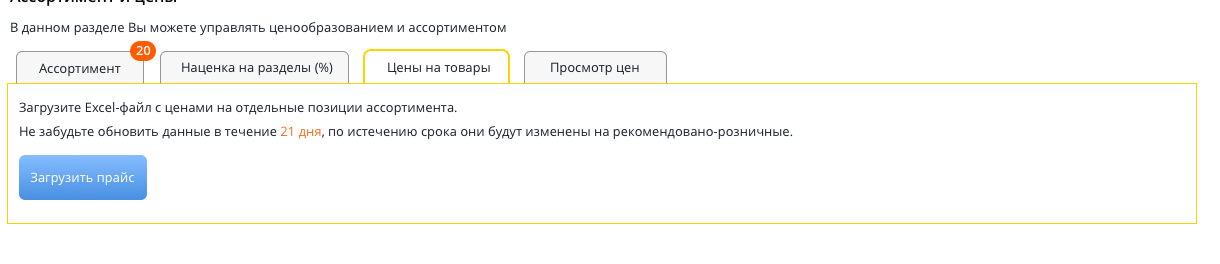 Ассортимент и цены
В данном разделе Вы можете управлять ценообразованием и ассортиментом
20
Ассортимент
Наценка на разделы (%)
Цены на товары
Просмотр цен
Загрузите Excel-файл с ценами на отдельные позиции ассортимента.
Не забудьте обновить данные в течение 21 дня, по истечению срока они будут изменены на рекомендовано-розничные.
Загрузить прайс